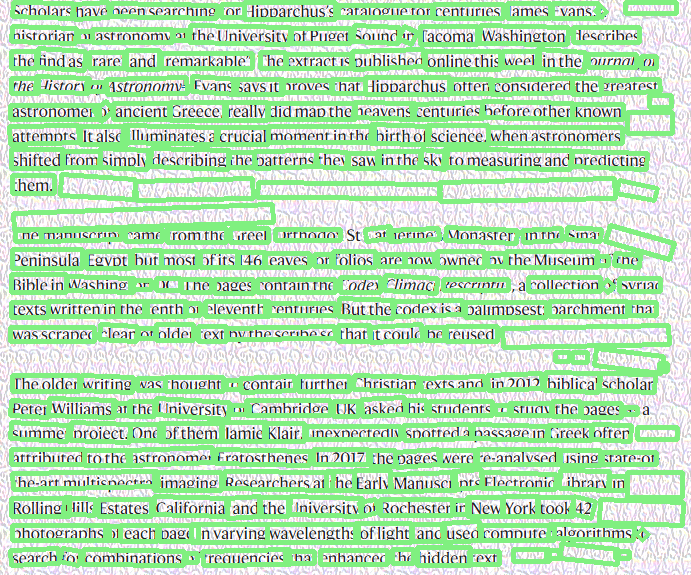 Scholars have been searching for Hipparchus's catalogue for centuries. James Evans, a
historian of astronomy at the University of Puget Sound in Tacoma, Washington, describes
the find as "rare" and "remarkable". The extract is published online this week in the Journal of
the History of Astronomy. Evans says it proves that Hipparchus, often considered the greatest
astronomer of ancient Greece, really did map the heavens centuries before other known
attempts. It also illuminates a crucial moment in the birth of science, when astronomers
shifted from simply describing the patterns they saw in the sky to measuring and predicting
them.
The manuscript came from the Greek Orthodox St Catherine's Monastery in the Sinai
Peninsula, Egypt, but most of its 146 leaves, or folios, are now owned by the Museum of the
Bible in Washington DC. The pages contain the Codex Climaci Rescriptus, a collection of Syriac
texts written in the tenth or eleventh centuries. But the codex is a palimpsest: parchment that
was scraped clean of older text by the scribe so that it could be reused.
The older writing was thought to contain further Christian texts and, in 2012, biblical scholar
Peter Williams at the University of Cambridge, UK, asked his students to study the pages as a
summer project. One of them, Jamie Klair, unexpectedly spotted a passage in Greek often
attributed to the astronomer Eratosthenes. In 2017, the pages were re-analysed using state-of-
the-art multispectral imaging. Researchers at the Early Manuscripts Electronic Library in
Rolling Hills Estates, California, and the University of Rochester in New York took 42
photographs of each page in varying wavelengths of light, and used computer algorithms to
search for combinations of frequencies that enhanced the hidden text.